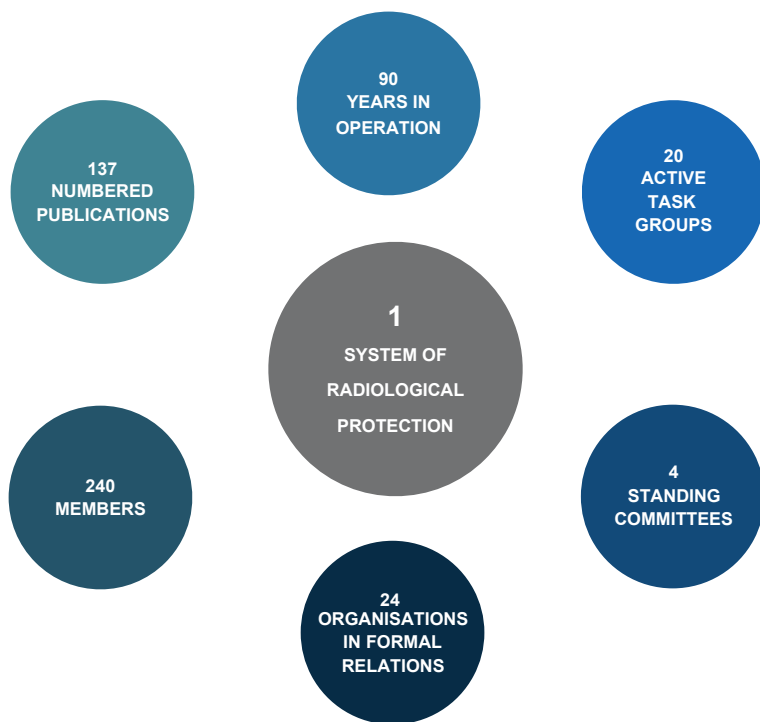 90
YEARS IN
OPERATION
137
NUMBERED
PUBLICATIONS
20
ACTIVE
TASK
GROUPS
1
SYSTEM OF
RADIOLOGICAL
PROTECTION
240
MEMBERS
4
STANDING
COMMITTEES
24
ORGANISATIONS
IN FORMAL
RELATIONS